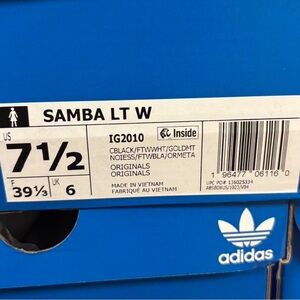 SAMBA LT W
US
7½
F
39⅓
UK
6
IG2010
Inside
CBLACK/FTWWHT/GOLDMT
NOIESS/FTWBLA/ORMETA
ORIGINALS
ORIGINALS
MADE IN VIETNAM
FABRIQUÉ AU VIETNAM
1 96477 06116 0
adidas